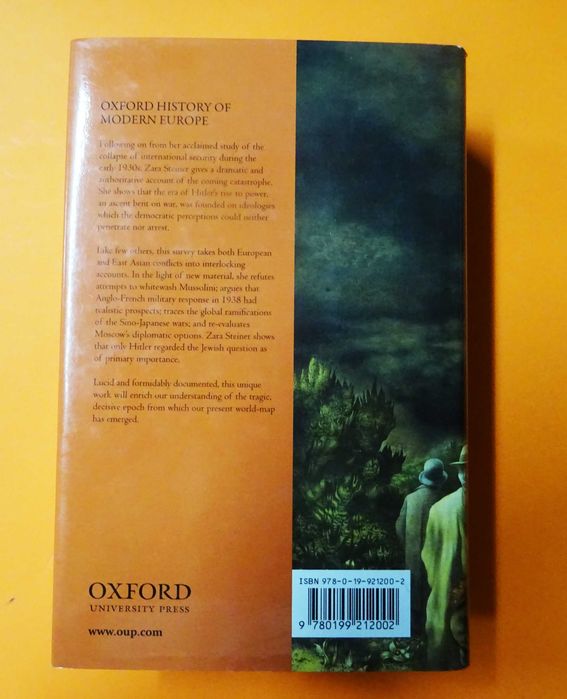 OXFORD HISTORY OF
MODERN EUROPE
Following on from her acclaimed study of the
collapse of international security during the
early 1930s, Zara Steiner gives a dramatic and
authoritative account of the coming catastrophe.
She shows that the era of Hitler's rise to power,
an ascent bent on war, was founded on ideologies
which the democratic perceptions could neither
penetrate nor arrest.
Like few others, this survey takes both European
and East Asian conflicts into interlocking
accounts. In the light of new material, she refutes
attempts to whitewash Mussolini; argues that
Anglo-French military response in 1938 had
realistic prospects; traces the global ramifications
of the Sino-Japanese wars; and re-evaluates
Moscow's diplomatic options. Zara Steiner shows
that only Hitler regarded the Jewish question as
of primary importance.
Lucid and formidably documented, this unique
work will enrich our understanding of the tragic,
decisive epoch from which our present world-map
has emerged.
OXFORD
UNIVERSITY PRESS
www.oup.com
ISBN 978-0-19-921200-2
9 780199 212002